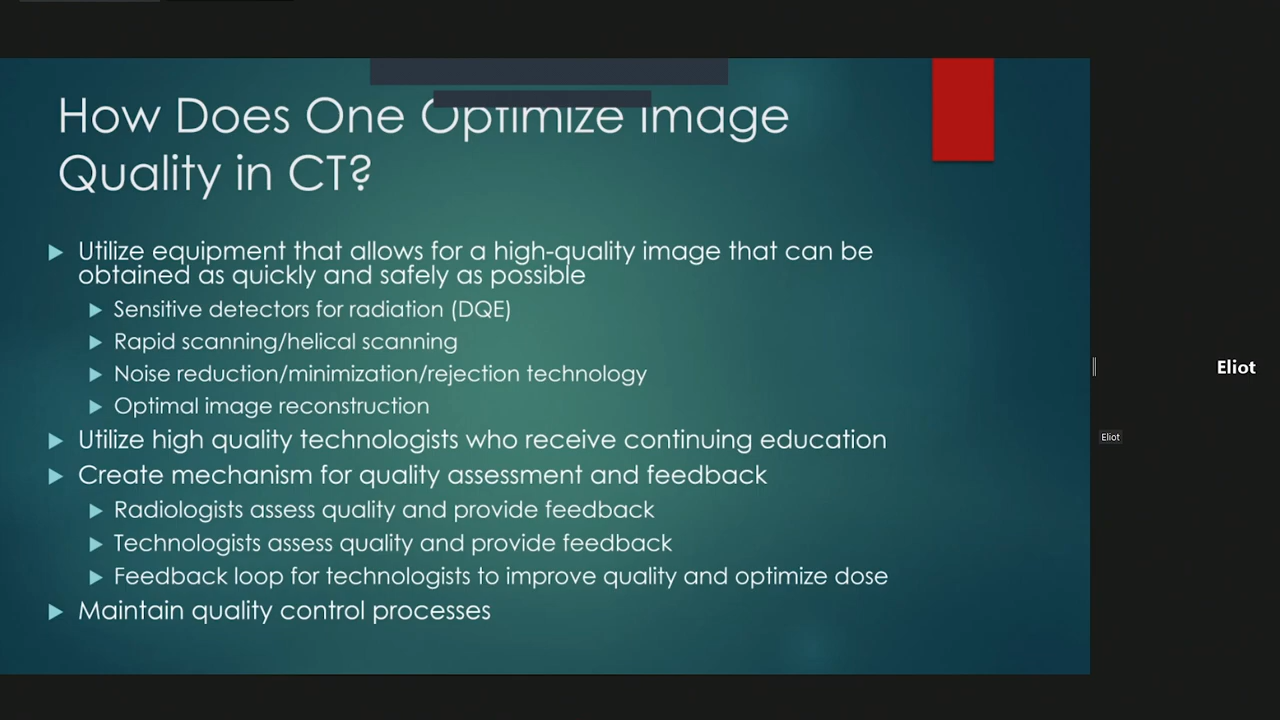 How Does One Optimize Image
Quality in CT?
Utilize equipment that allows for a high-quality image that can be
obtained as quickly and safely as possible
Sensitive detectors for radiation (DQE)
Rapid scanning/helical scanning
Noise reduction/minimization/rejection technology
Optimal image reconstruction
Utilize high quality technologists who receive continuing education
Create mechanism for quality assessment and feedback
Radiologists assess quality and provide feedback
Technologists assess quality and provide feedback
Feedback loop for technologists to improve quality and optimize dose
Maintain quality control processes
Eliot
Eliot